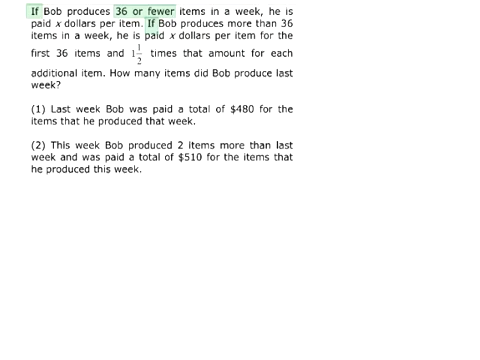 If Bob produces 36 or fewer items in a week, he is
paid x dollars per item. If Bob produces more than 36
items in a week, he is paid x dollars per item for the
first 36 items and 1 1/2 times that amount for each
additional item. How many items did Bob produce last
week?
(1) Last week Bob was paid a total of $480 for the
items that he produced that week.
(2) This week Bob produced 2 items more than last
week and was paid a total of $510 for the items that
he produced this week.